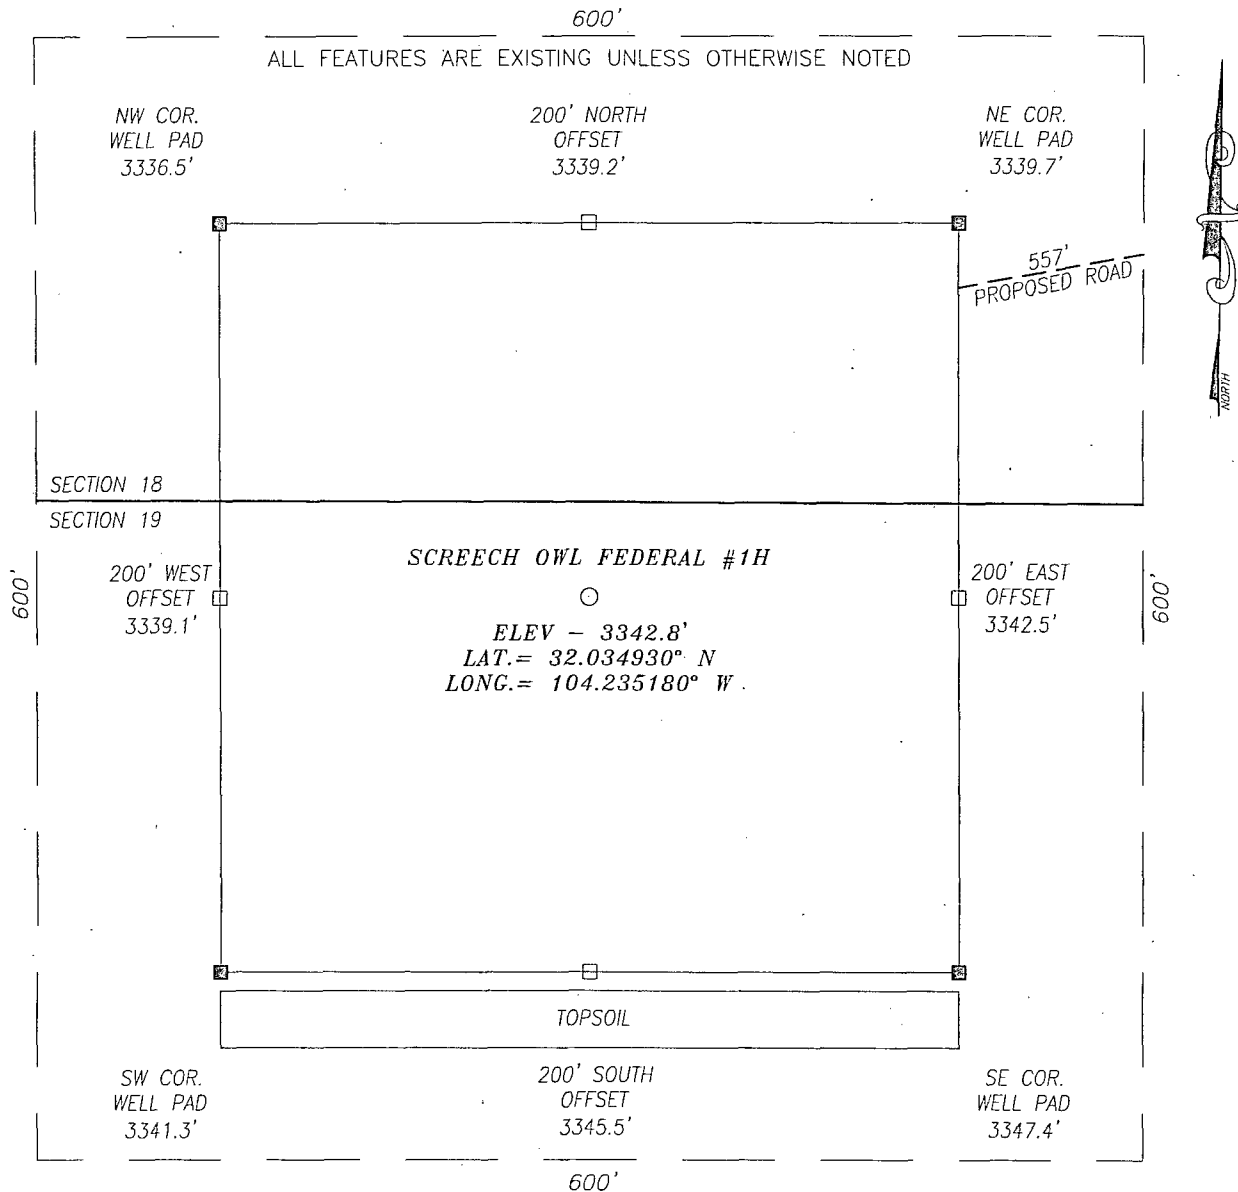 600'
ALL FEATURES ARE EXISTING UNLESS OTHERWISE NOTED
NW COR.
WELL PAD
3336.5'
200' NORTH
OFFSET
3339.2'
NE COR.
WELL PAD
3339.7'
557'
PROPOSED ROAD
NORTH
SECTION 18
SECTION 19
600'
200' WEST
OFFSET
3339.1'
SCREECH OWL FEDERAL #1H
ELEV - 3342.8'
LAT.= 32.034930° N
LONG.= 104.235180° W
200' EAST
OFFSET
3342.5'
600'
TOPSOIL
SW COR.
WELL PAD
3341.3'
200' SOUTH
OFFSET
3345.5'
SE COR.
WELL PAD
3347.4'
600'